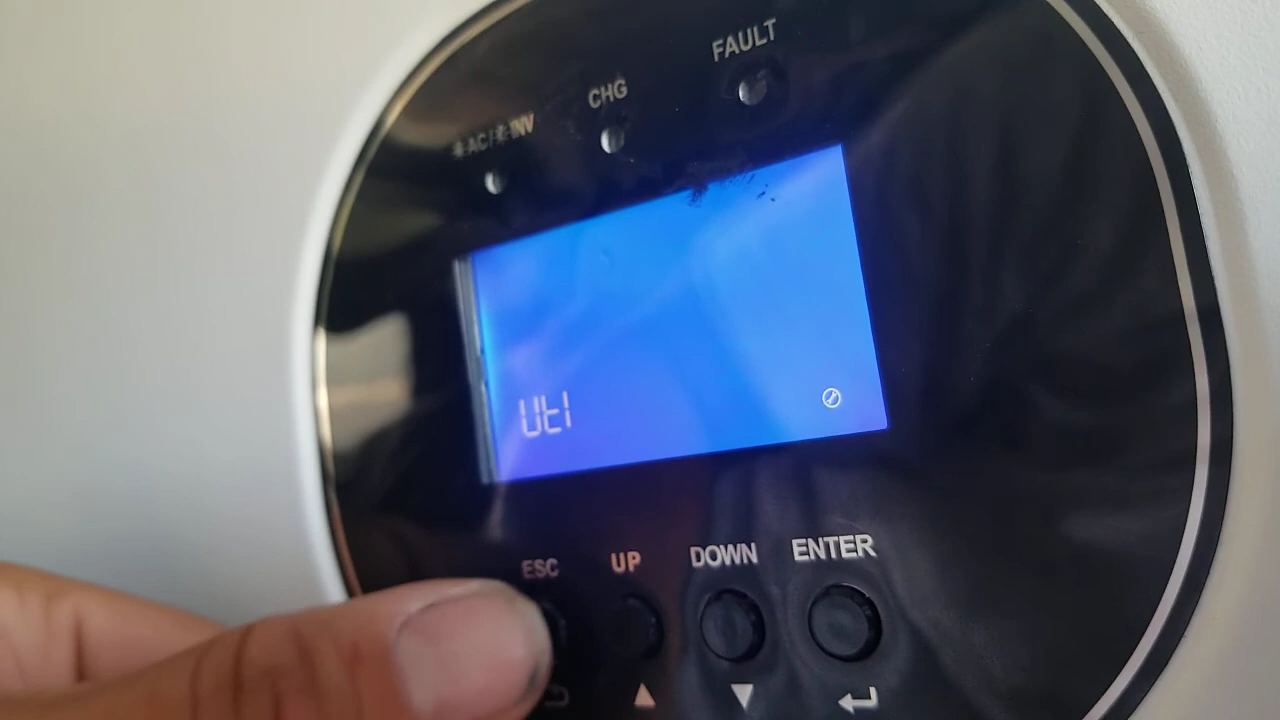 FAULT
CHG
☀AC/☀INV
UtI
ESC
UP
DOWN
ENTER